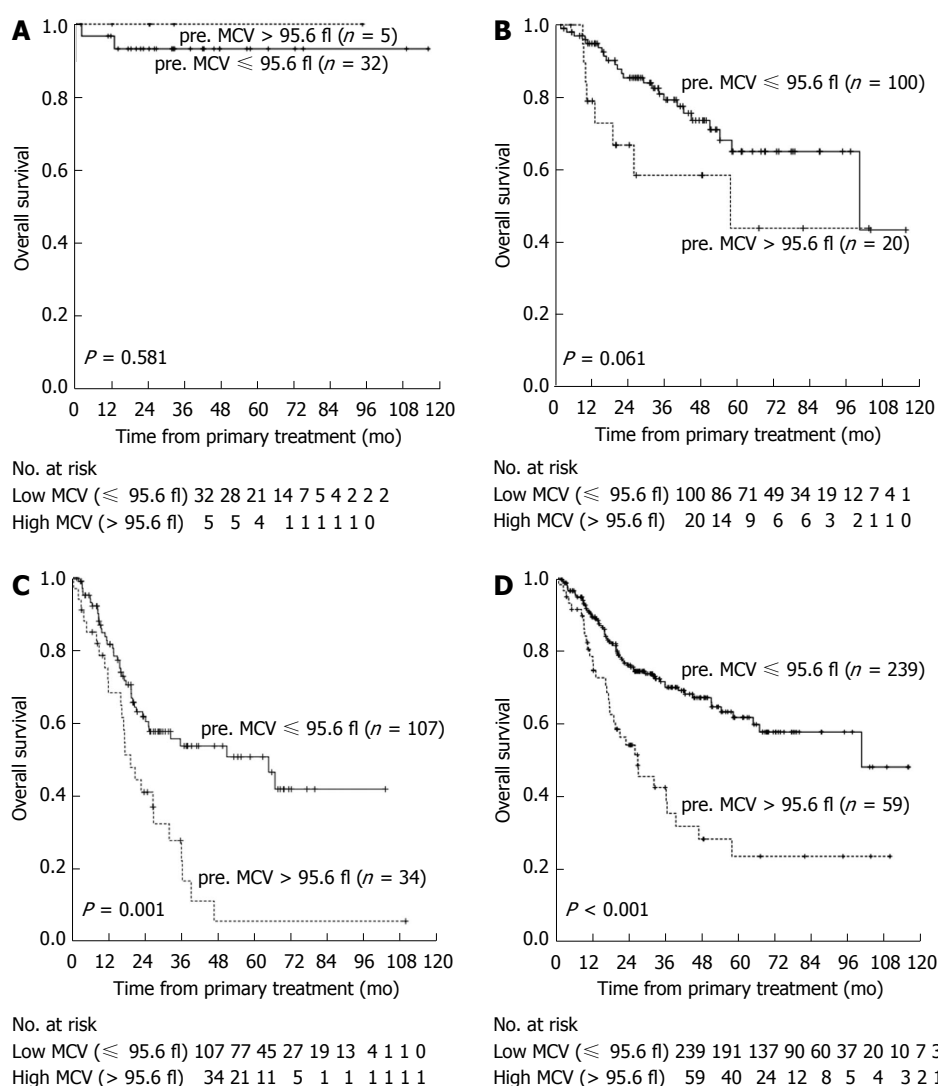 A
1.0
0.8
0.6
0.4
0.2
0.0
Overall survival
pre. MCV > 95.6 fl (n = 5)
pre. MCV ≤ 95.6 fl (n = 32)
P = 0.581
0 12 24 36 48 60 72 84 96 108 120
Time from primary treatment (mo)
No. at risk
Low MCV (≤ 95.6 fl) 32 28 21 14 7 5 4 2 2 2
High MCV (> 95.6 fl) 5 5 4 1 1 1 1 1 0
B
1.0
0.8
0.6
0.4
0.2
0.0
Overall survival
pre. MCV ≤ 95.6 fl (n = 100)
pre. MCV > 95.6 fl (n = 20)
P = 0.061
0 12 24 36 48 60 72 84 96 108 120
Time from primary treatment (mo)
No. at risk
Low MCV (≤ 95.6 fl) 100 86 71 49 34 19 12 7 4 1
High MCV (> 95.6 fl) 20 14 9 6 6 3 2 1 1 0
C
1.0
0.8
0.6
0.4
0.2
0.0
Overall survival
pre. MCV ≤ 95.6 fl (n = 107)
pre. MCV > 95.6 fl (n = 34)
P = 0.001
0 12 24 36 48 60 72 84 96 108 120
Time from primary treatment (mo)
No. at risk
Low MCV (≤ 95.6 fl) 107 77 45 27 19 13 4 1 1 0
High MCV (> 95.6 fl) 34 21 11 5 1 1 1 1 1 1
D
1.0
0.8
0.6
0.4
0.2
0.0
Overall survival
pre. MCV ≤ 95.6 fl (n = 239)
pre. MCV > 95.6 fl (n = 59)
P < 0.001
0 12 24 36 48 60 72 84 96 108 120
Time from primary treatment (mo)
No. at risk
Low MCV (≤ 95.6 fl) 239 191 137 90 60 37 20 10 7 3
High MCV (> 95.6 fl) 59 40 24 12 8 5 4 3 2 1